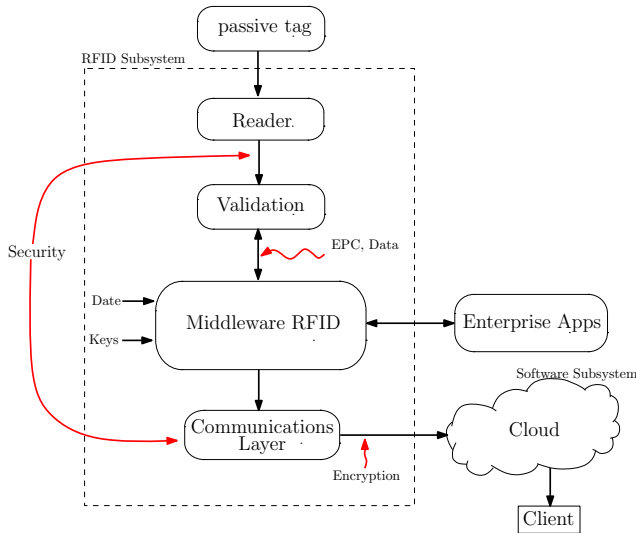 passive tag
RFID Subsystem
Reader.
Validation
EPC, Data
Security
Date
Middleware RFID
Enterprise Apps
Keys
Software Subsystem
Communications
Layer
Cloud
Encryption
Client